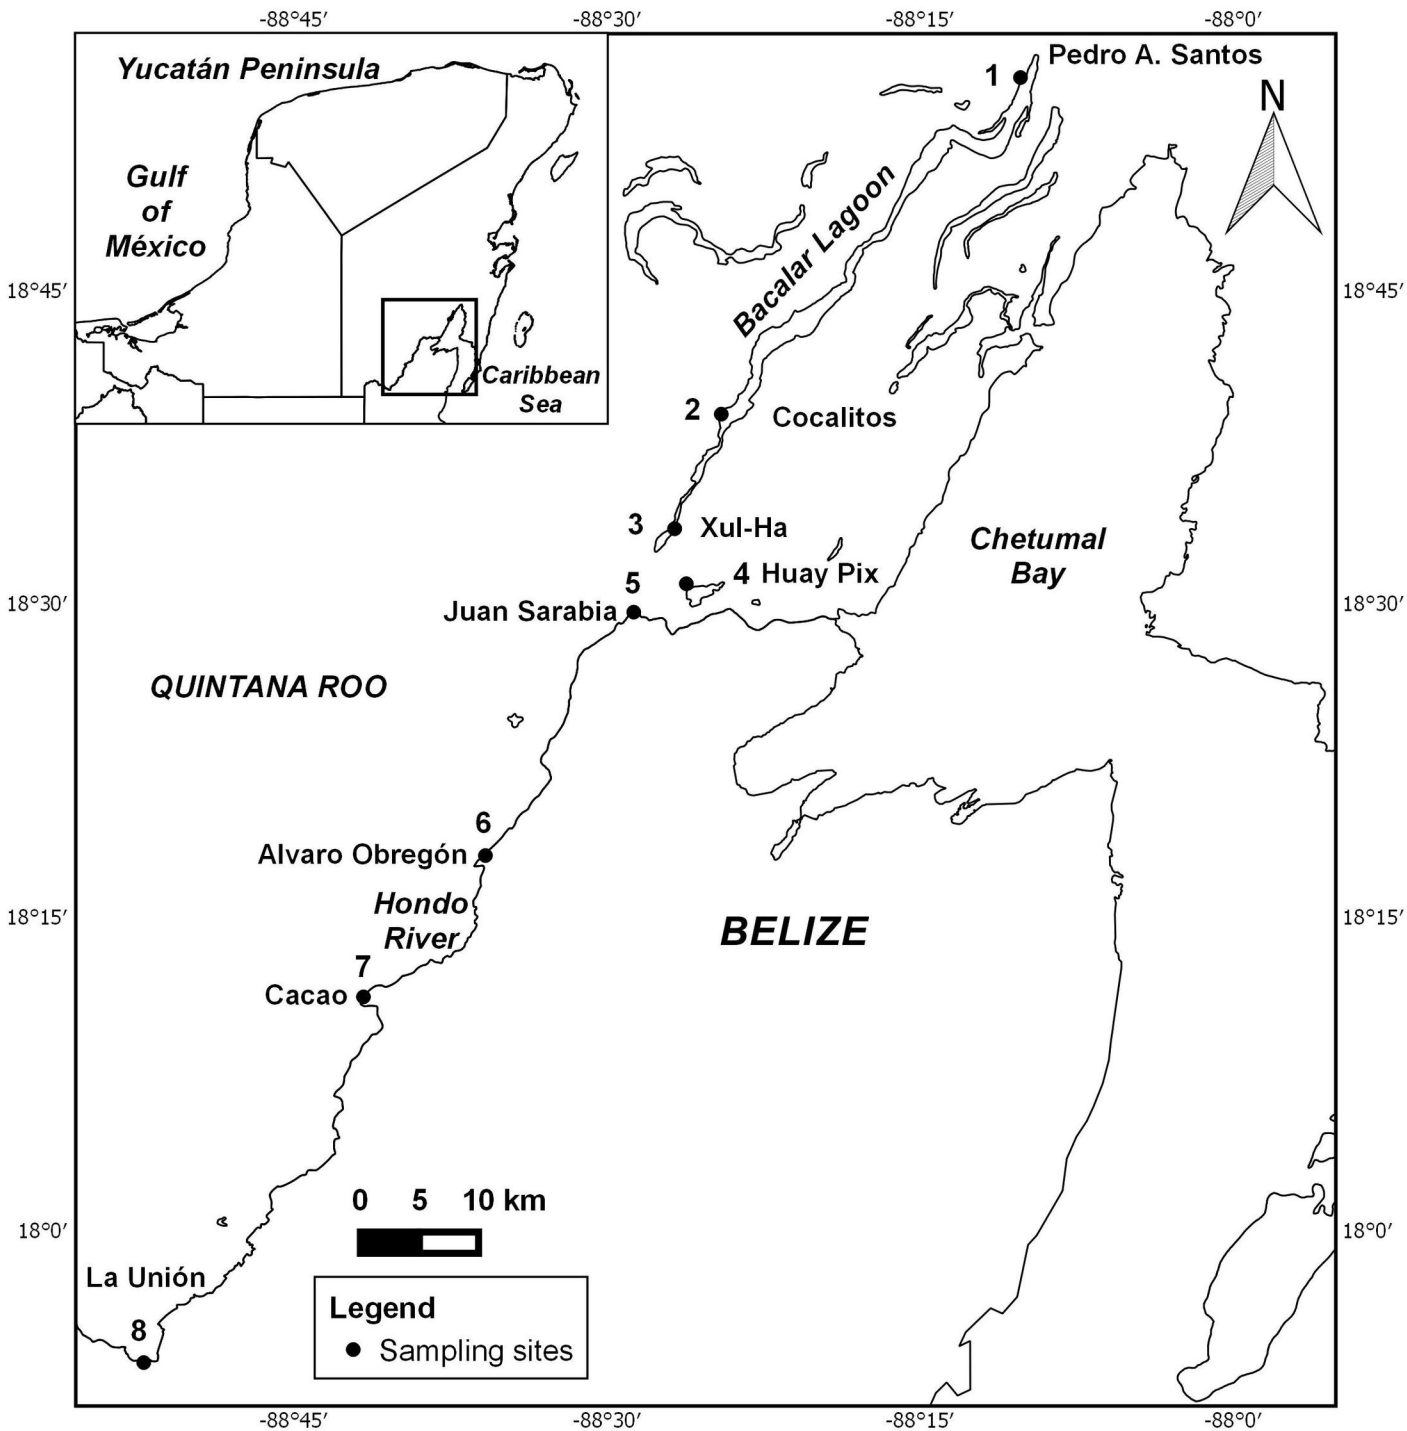 -88°45′
-88°30′
-88°15′
-88°0′
Yucatán Peninsula
Gulf
of
México
Caribbean
Sea
1
Pedro A. Santos
N
Bacalar Lagoon
18°45′
18°45′
2
Cocalitos
3
Xul-Ha
Chetumal
Bay
4 Huay Pix
5
Juan Sarabia
18°30′
18°30′
QUINTANA ROO
6
Alvaro Obregón
Hondo
River
18°15′
18°15′
BELIZE
7
Cacao
0 5 10 km
18°0′
18°0′
La Unión
8
Legend
Sampling sites
-88°45′
-88°30′
-88°15′
-88°0′